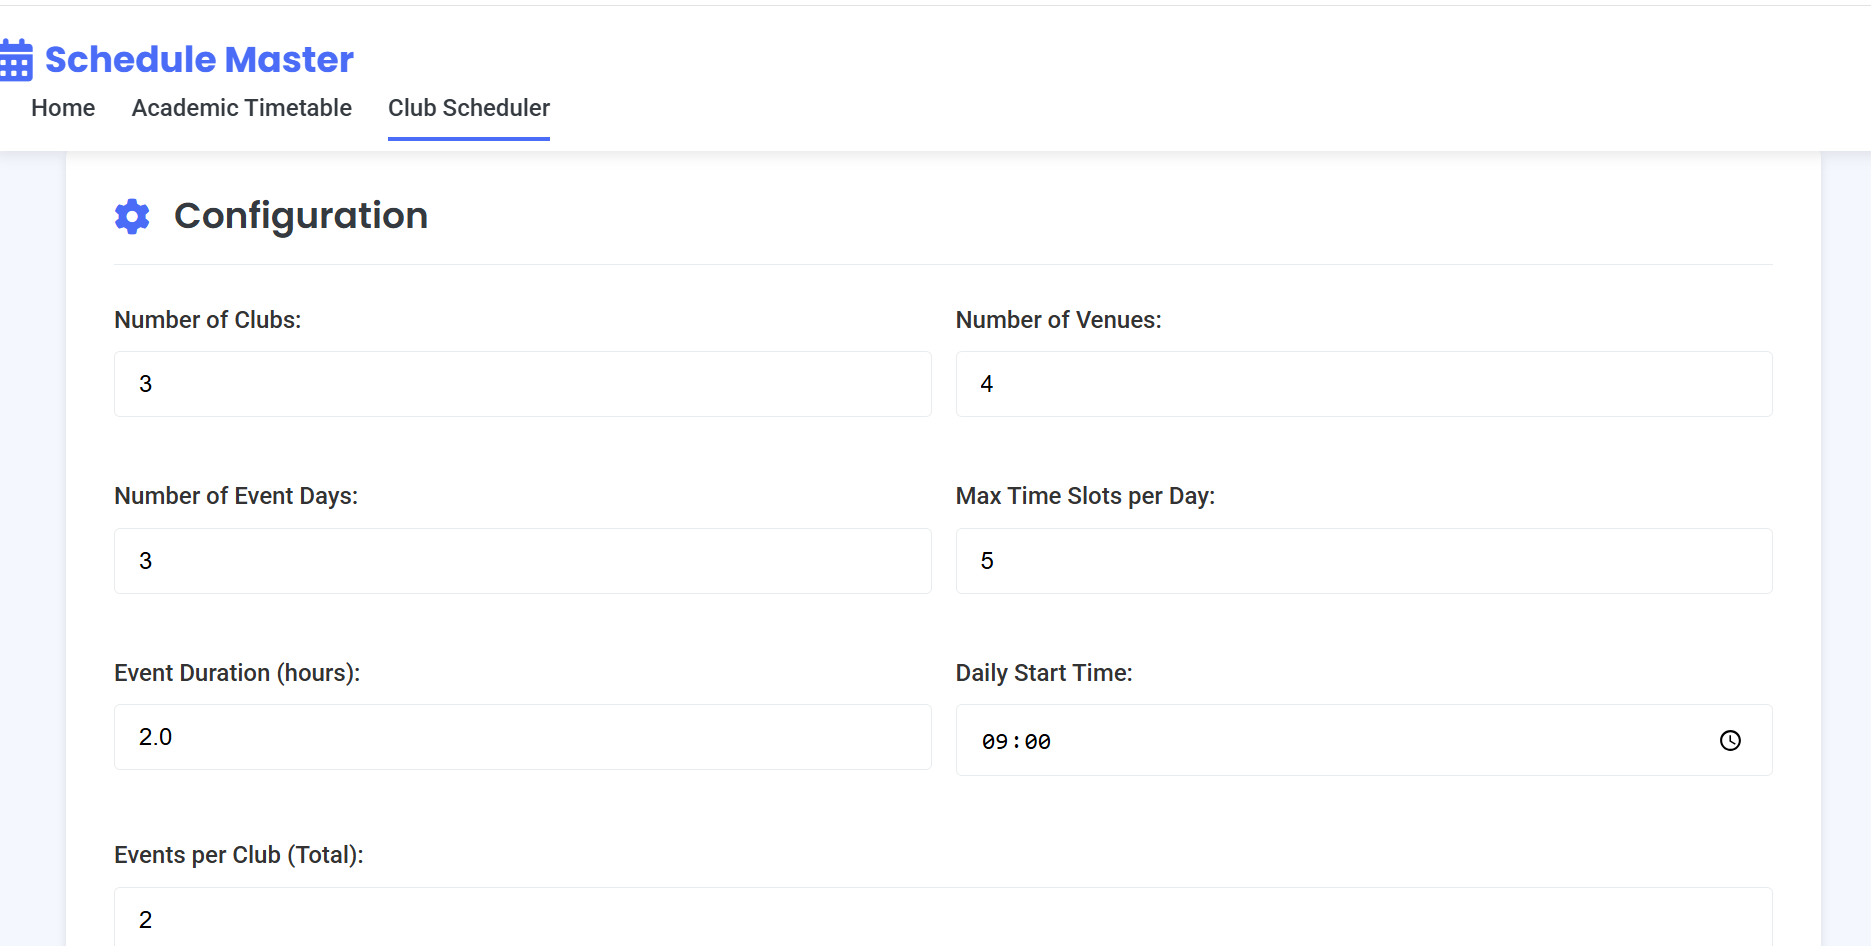 Schedule Master
Home Academic Timetable Club Scheduler
Configuration
Number of Clubs: Number of Venues:
3 4
Number of Event Days: Max Time Slots per Day:
3 5
Event Duration (hours): Daily Start Time:
2.0 09:00
Events per Club (Total):
2